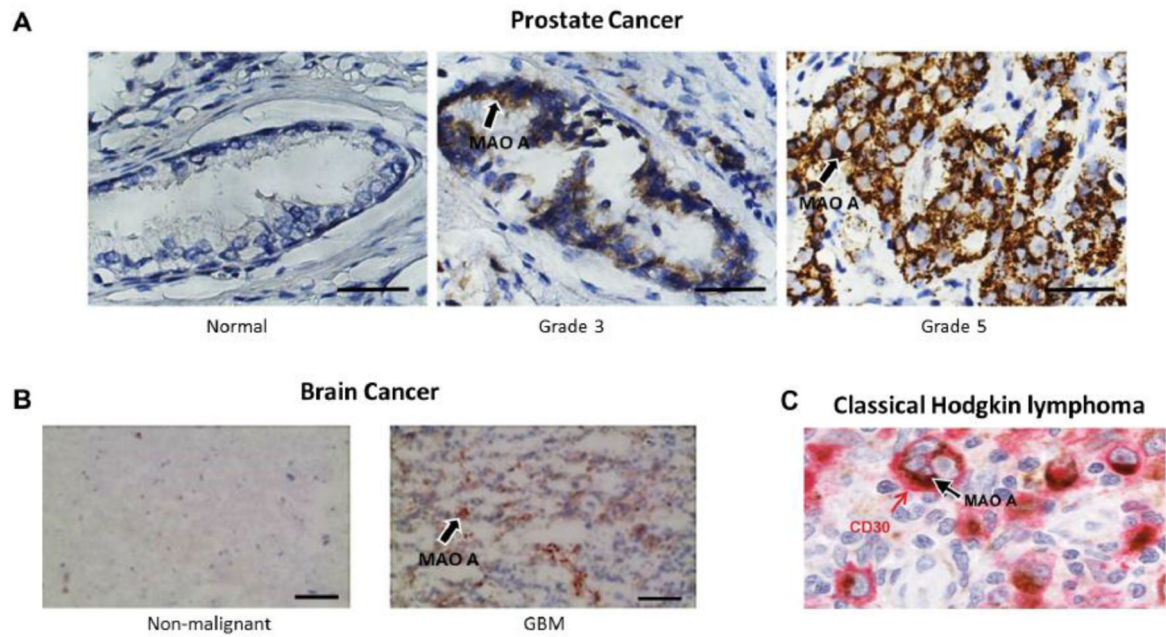 A
Prostate Cancer
MAO A
MAO A
Normal
Grade 3
Grade 5
B
Brain Cancer
C
Classical Hodgkin lymphoma
MAO A
CD30
MAO A
Non-malignant
GBM